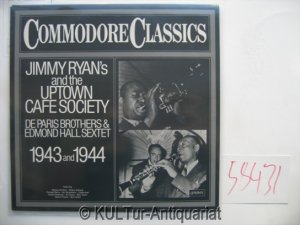 COMMODORE CLASSICS
JIMMY RYAN'S
and the
UPTOWN
CAFE SOCIETY
DE PARIS BROTHERS &
EDMOND HALL SEXTET
1943 and 1944
58431
© KULTur-Antiquariat